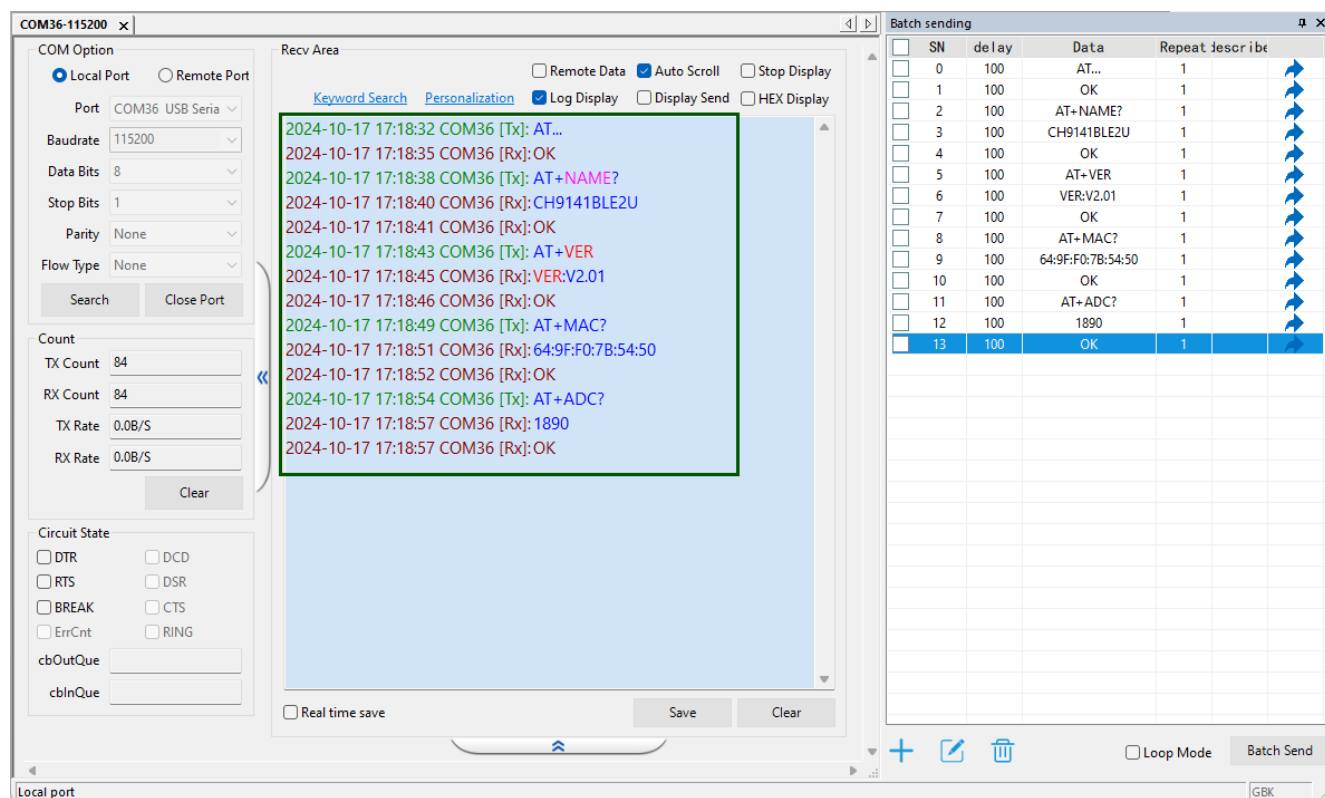 COM36-115200 x
COM Option
Local Port Remote Port
Port COM36 USB Seria
Baudrate 115200
Data Bits 8
Stop Bits 1
Parity None
Flow Type None
Search Close Port
Count
TX Count 84
RX Count 84
TX Rate 0.0B/S
RX Rate 0.0B/S
Clear
Circuit State
DTR DCD
RTS DSR
BREAK CTS
ErrCnt RING
cbOutQue
cbInQue
Recv Area
Remote Data Auto Scroll Stop Display
Keyword Search Personalization Log Display Display Send HEX Display
2024-10-17 17:18:32 COM36 [Tx]: AT...
2024-10-17 17:18:35 COM36 [Rx]:OK
2024-10-17 17:18:38 COM36 [Tx]: AT+NAME?
2024-10-17 17:18:40 COM36 [Rx]:CH9141BLE2U
2024-10-17 17:18:41 COM36 [Rx]:OK
2024-10-17 17:18:43 COM36 [Tx]: AT+VER
2024-10-17 17:18:45 COM36 [Rx]:VER:V2.01
2024-10-17 17:18:46 COM36 [Rx]:OK
2024-10-17 17:18:49 COM36 [Tx]: AT+MAC?
2024-10-17 17:18:51 COM36 [Rx]:64:9F:F0:7B:54:50
2024-10-17 17:18:52 COM36 [Rx]:OK
2024-10-17 17:18:54 COM36 [Tx]: AT+ADC?
2024-10-17 17:18:57 COM36 [Rx]:1890
2024-10-17 17:18:57 COM36 [Rx]:OK
Real time save Save Clear
Batch sending
SN delay Data Repeat describe
0 100 AT... 1
1 100 OK 1
2 100 AT+NAME? 1
3 100 CH9141BLE2U 1
4 100 OK 1
5 100 AT+VER 1
6 100 VER:V2.01 1
7 100 OK 1
8 100 AT+MAC? 1
9 100 64:9F:F0:7B:54:50 1
10 100 OK 1
11 100 AT+ADC? 1
12 100 1890 1
13 100 OK 1
Loop Mode Batch Send
Local port GBK